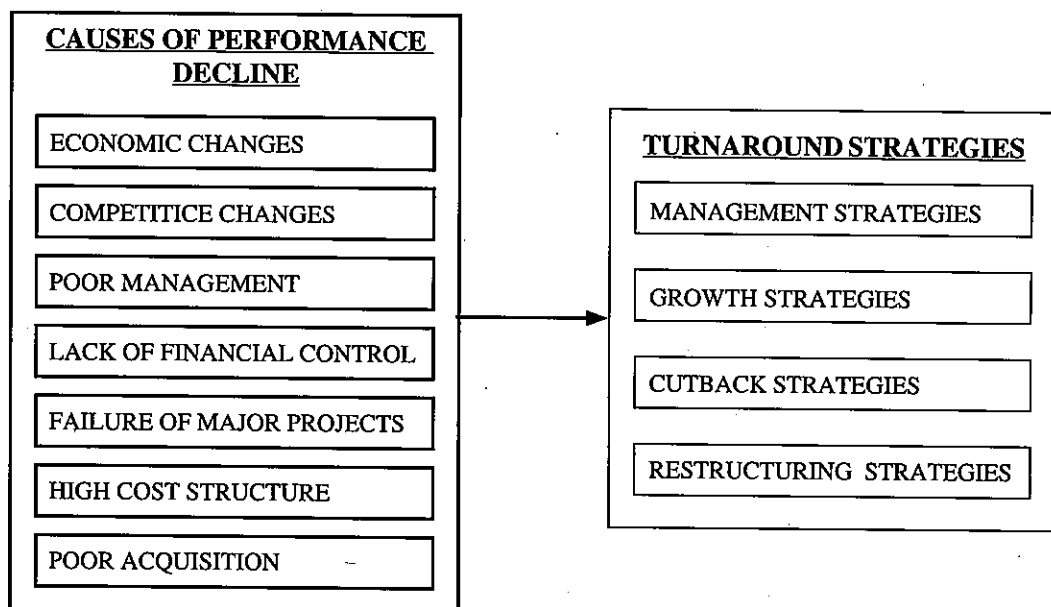 CAUSES OF PERFORMANCE
DECLINE
ECONOMIC CHANGES
COMPETITICE CHANGES
POOR MANAGEMENT
LACK OF FINANCIAL CONTROL
FAILURE OF MAJOR PROJECTS
HIGH COST STRUCTURE
POOR ACQUISITION
TURNAROUND STRATEGIES
MANAGEMENT STRATEGIES
GROWTH STRATEGIES
CUTBACK STRATEGIES
RESTRUCTURING STRATEGIES